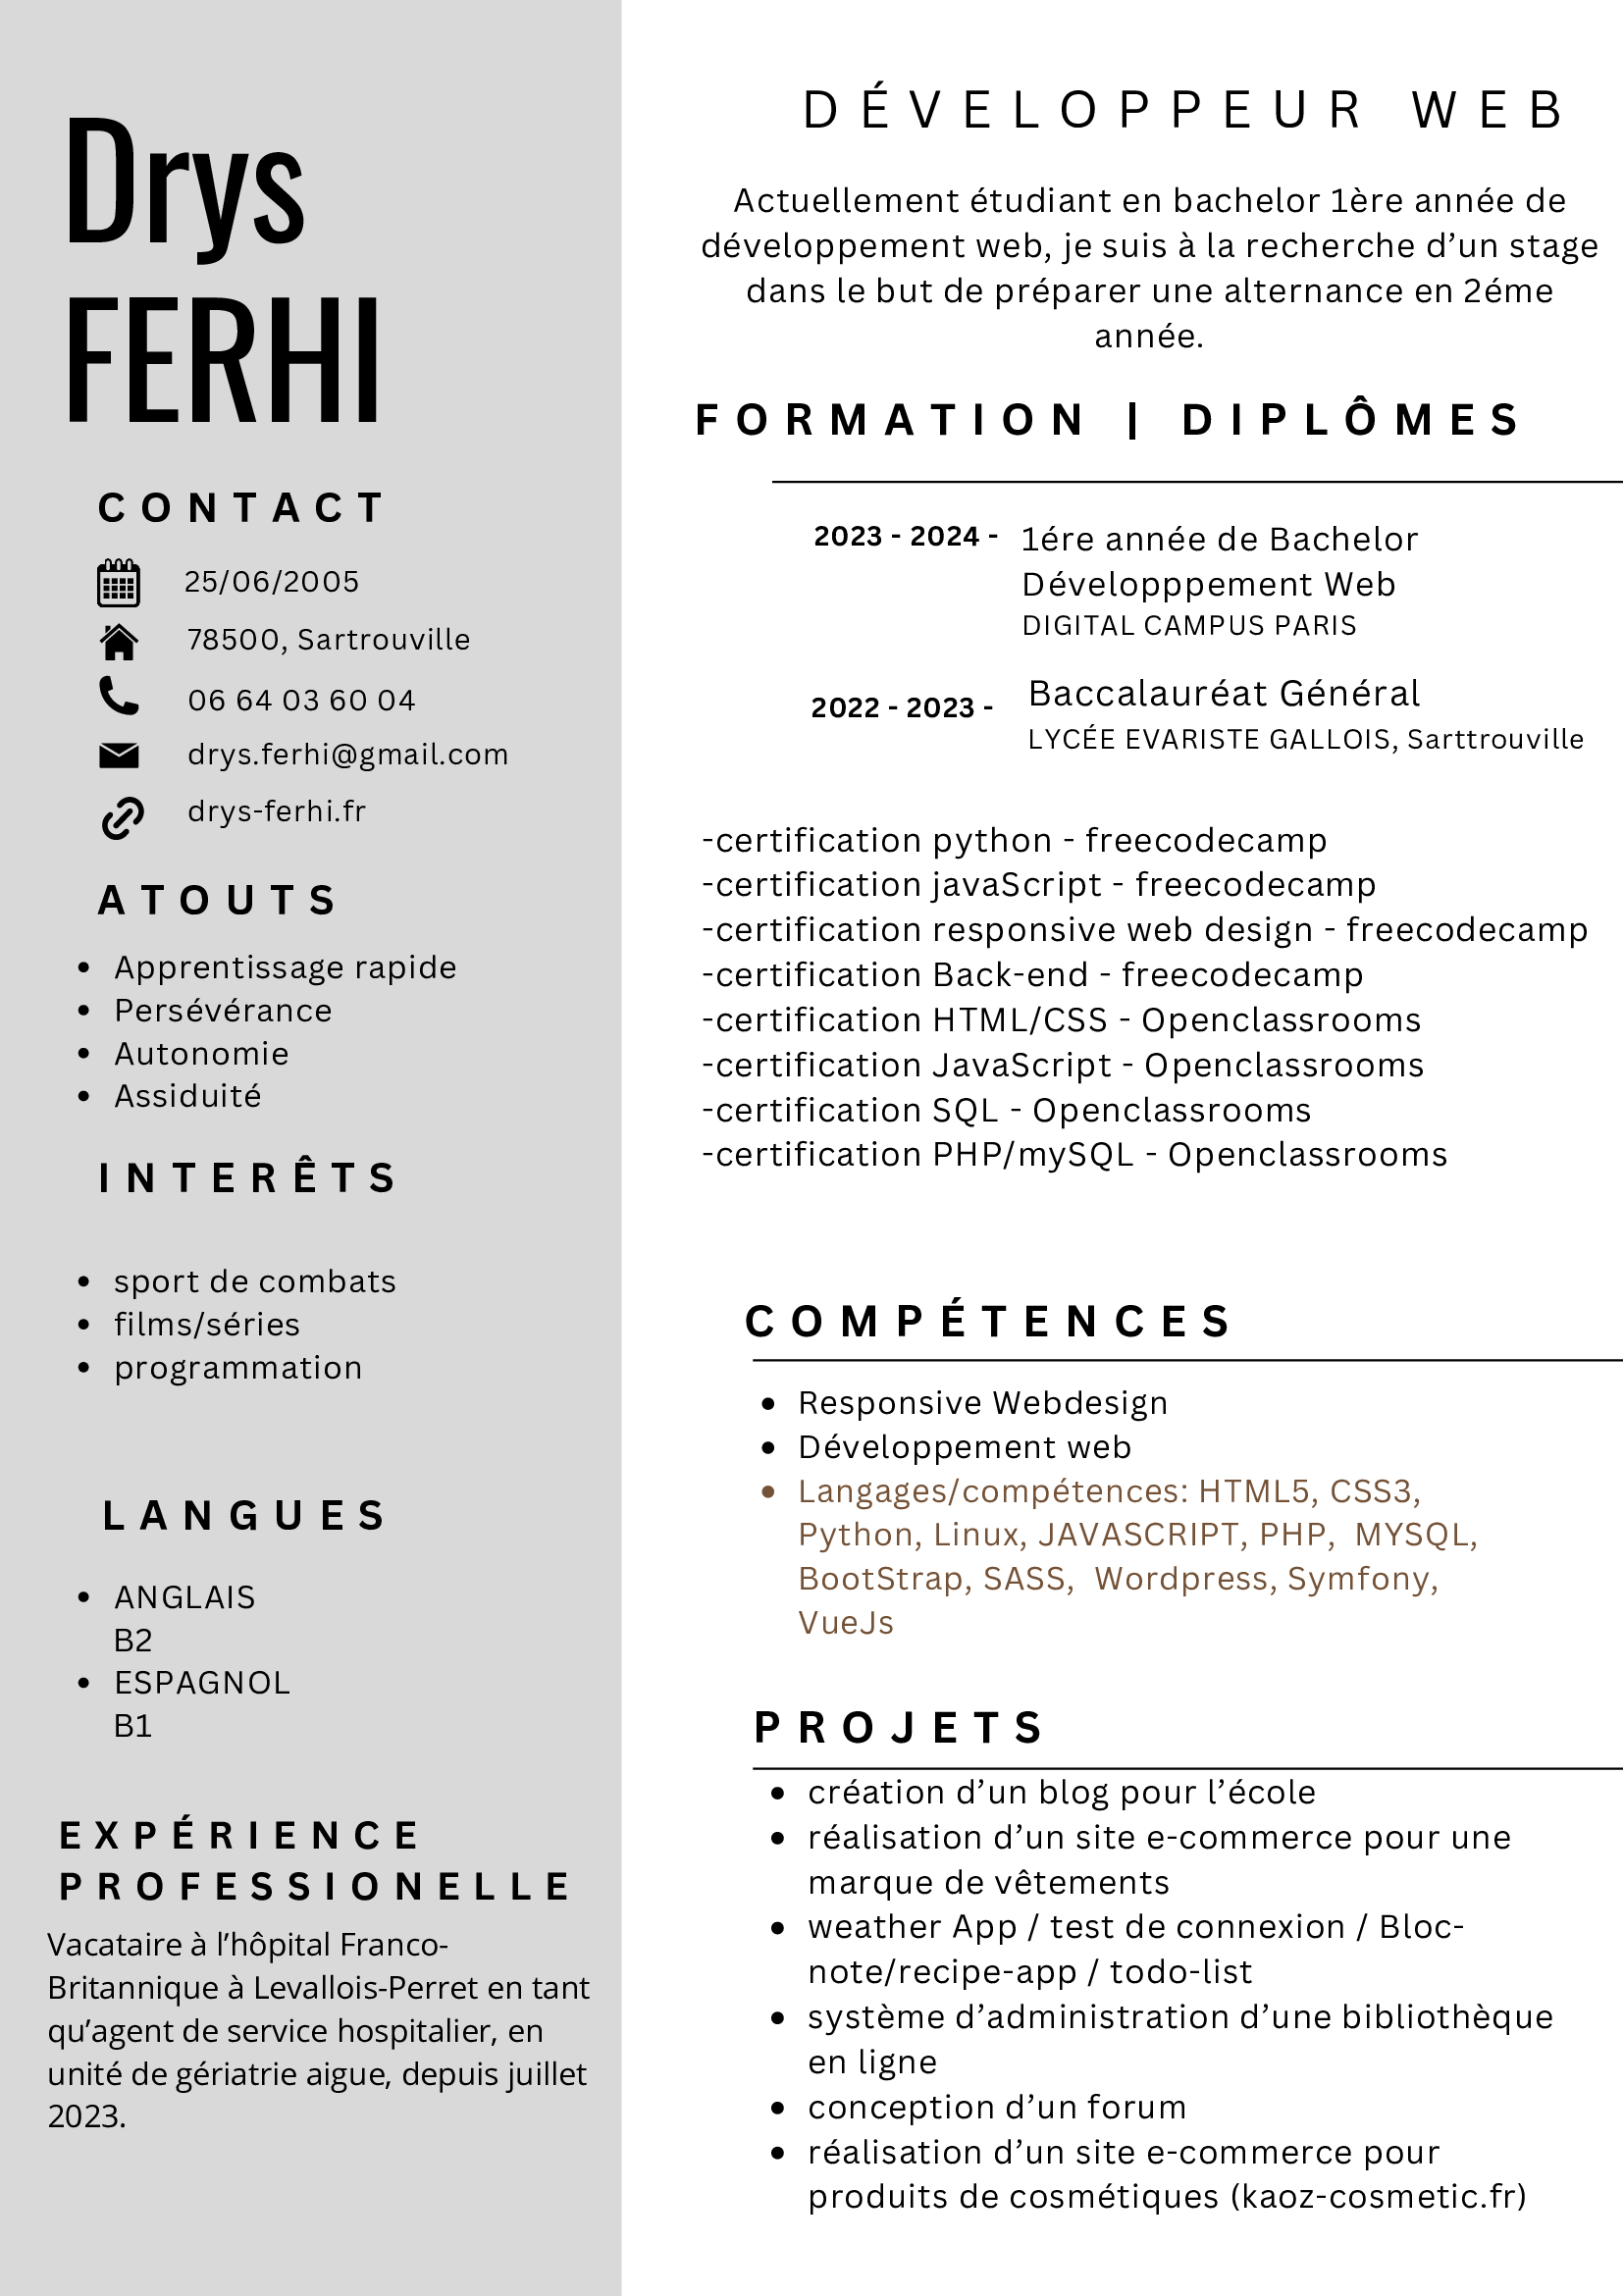 Drys
FERHI
CONTACT
25/06/2005
78500, Sartrouville
06 64 03 60 04
drys.ferhi@gmail.com
drys-ferhi.fr
ATOUTS
• Apprentissage rapide
• Persévérance
• Autonomie
• Assiduité
INTERÊTS
• sport de combats
• films/séries
• programmation
LANGUES
• ANGLAIS
B2
• ESPAGNOL
B1
EXPÉRIENCE
PROFESSIONELLE
Vacataire à l’hôpital Franco-
Britannique à Levallois-Perret en tant
qu’agent de service hospitalier, en
unité de gériatrie aigue, depuis juillet
2023.
DÉVELOPPEUR WEB
Actuellement étudiant en bachelor 1ère année de
développement web, je suis à la recherche d’un stage
dans le but de préparer une alternance en 2éme
année.
FORMATION | DIPLÔMES
2023 - 2024 - 1ére année de Bachelor
Développpement Web
DIGITAL CAMPUS PARIS
2022 - 2023 - Baccalauréat Général
LYCÉE EVARISTE GALLOIS, Sarttrouville
-certification python - freecodecamp
-certification javaScript - freecodecamp
-certification responsive web design - freecodecamp
-certification Back-end - freecodecamp
-certification HTML/CSS - Openclassrooms
-certification JavaScript - Openclassrooms
-certification SQL - Openclassrooms
-certification PHP/mySQL - Openclassrooms
COMPÉTENCES
• Responsive Webdesign
• Développement web
• Langages/compétences: HTML5, CSS3,
Python, Linux, JAVASCRIPT, PHP, MYSQL,
BootStrap, SASS, Wordpress, Symfony,
VueJs
PROJETS
• création d’un blog pour l’école
• réalisation d’un site e-commerce pour une
marque de vêtements
• weather App / test de connexion / Bloc-
note/recipe-app / todo-list
• système d’administration d’une bibliothèque
en ligne
• conception d’un forum
• réalisation d’un site e-commerce pour
produits de cosmétiques (kaoz-cosmetic.fr)